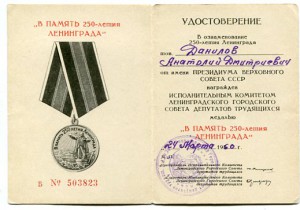 "В ПАМЯТЬ 250-летия
ЛЕНИНГРАДА"
Б № 503823
УДОСТОВЕРЕНИЕ
В ознаменование
250-летия Ленинграда
Данилов
Анатолий Дмитриевич
от имени ПРЕЗИДИУМА ВЕРХОВНОГО
СОВЕТА СССР
награжден
ИСПОЛНИТЕЛЬНЫМ КОМИТЕТОМ
ЛЕНИНГРАДСКОГО ГОРОДСКОГО
СОВЕТА ДЕПУТАТОВ ТРУДЯЩИХСЯ
медалью
"В ПАМЯТЬ 250-летия
ЛЕНИНГРАДА"
24 марта 1960 г.